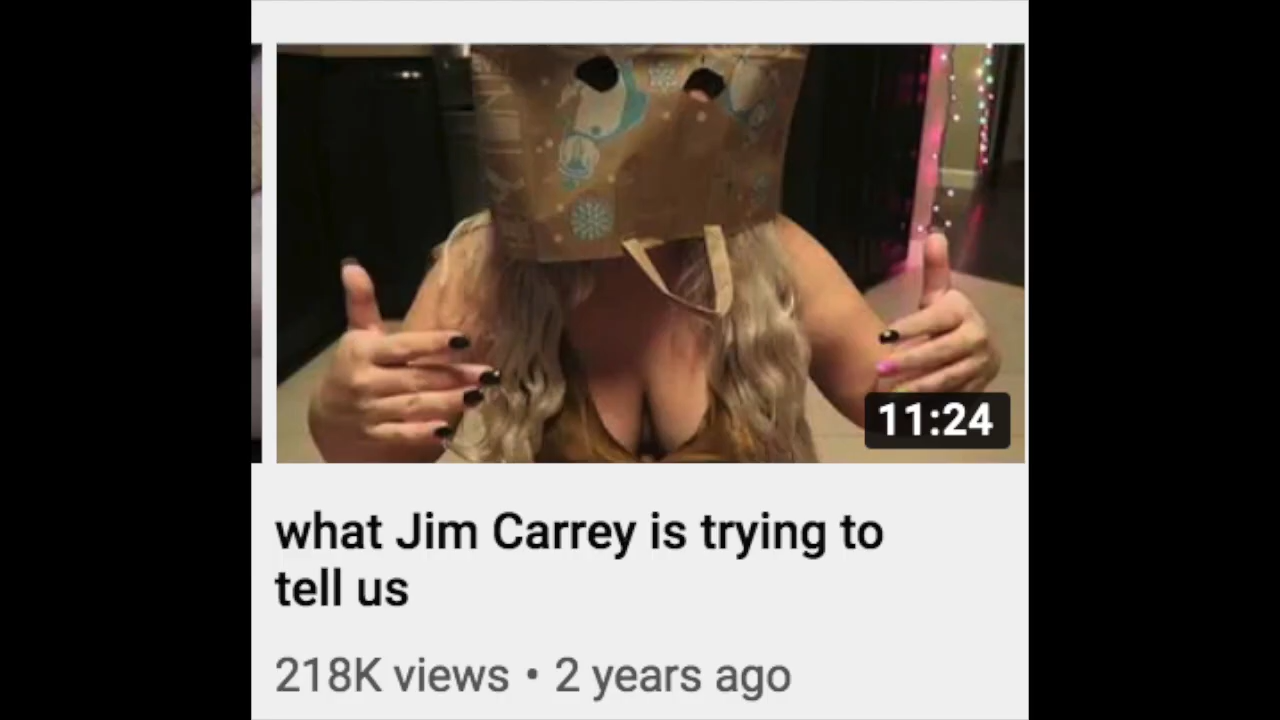 11:24
what Jim Carrey is trying to
tell us
218K views • 2 years ago